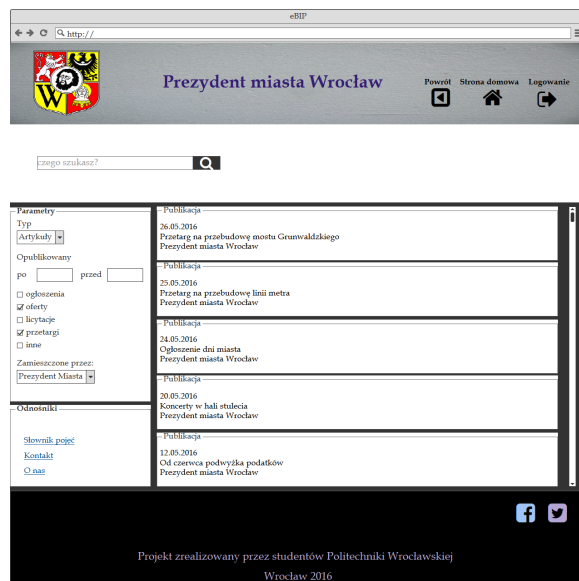 eBIP
http://
W
Prezydent miasta Wrocław
Powrót
Strona domowa
Logowanie
czego szukasz?
Parametry
Typ
Artykuły
Opublikowany
po
przed
ogłoszenia
oferty
licytacje
przetargi
inne
Zamieszczone przez:
Prezydent Miasta
Odnośniki
Słownik pojęć
Kontakt
O nas
Publikacja
26.05.2016
Przetarg na przebudowę mostu Grunwaldzkiego
Prezydent miasta Wrocław
Publikacja
25.05.2016
Przetarg na przebudowę linii metra
Prezydent miasta Wrocław
Publikacja
24.05.2016
Ogłoszenie dni miasta
Prezydent miasta Wrocław
Publikacja
20.05.2016
Koncerty w hali stulecia
Prezydent miasta Wrocław
Publikacja
12.05.2016
Od czerwca podwyżka podatków
Prezydent miasta Wrocław
Projekt zrealizowany przez studentów Politechniki Wrocławskiej
Wrocław 2016